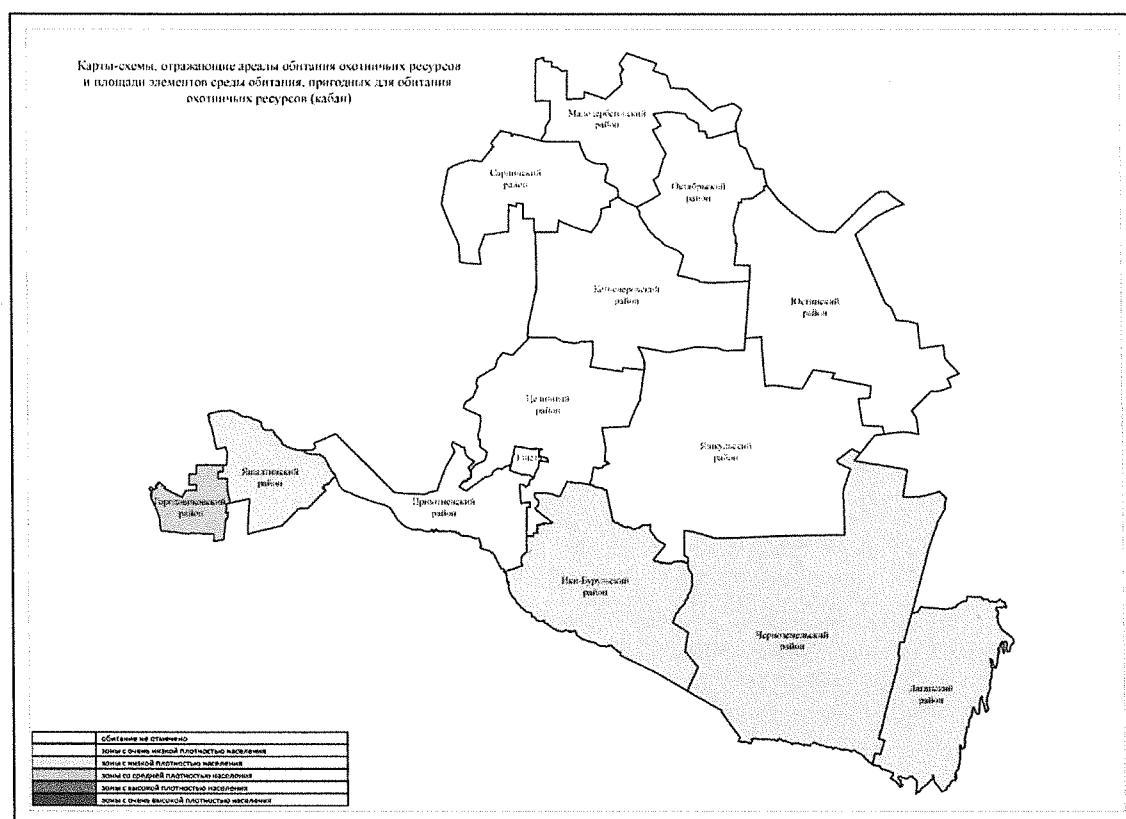 Карты-схемы, отражающие ареалы обитания охотничьих ресурсов
и площади элементов среды обитания, пригодных для обитания
охотничьих ресурсов (кабан)
Малодербетовский
район
Сарпинский
район
Октябрьский
район
Кетченеровский
район
Юстинский
район
Целинный
район
Элиста
Яшкульский
район
Яшалтинский
район
Городовиковский
район
Приютненский
район
Ики-Бурульский
район
Черноземельский
район
Лаганский
район
обитание не отмечено
зоны с очень низкой плотностью населения
зоны с низкой плотностью населения
зоны со средней плотностью населения
зоны с высокой плотностью населения
зоны с очень высокой плотностью населения